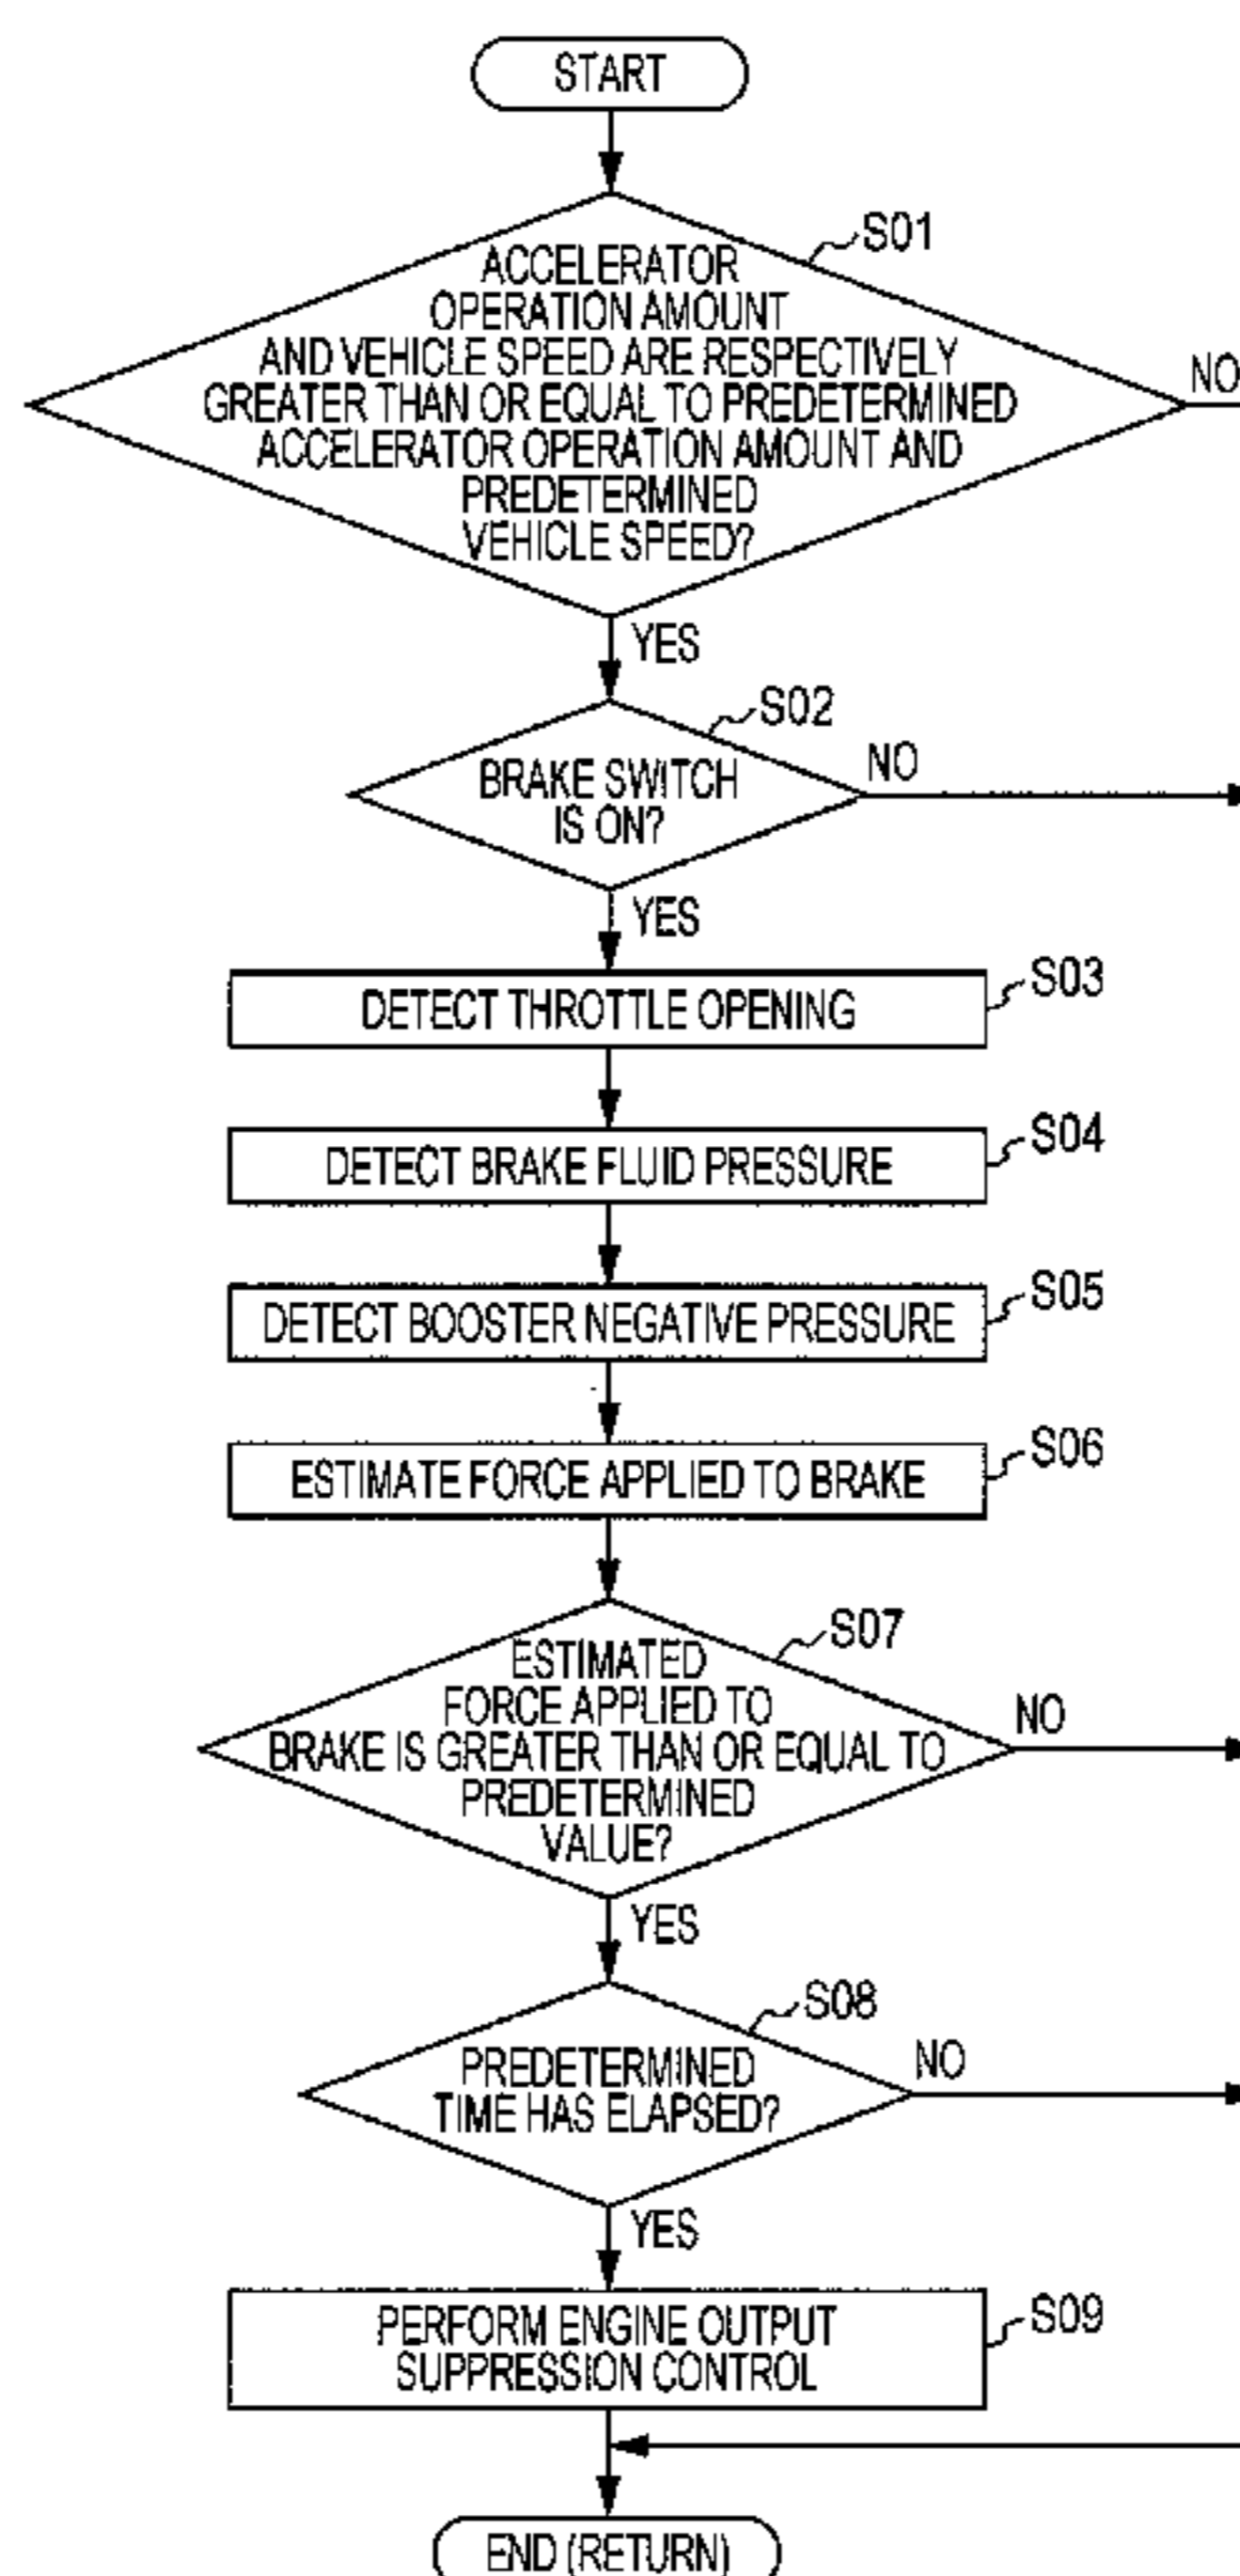 START
S01
ACCELERATOR
OPERATION AMOUNT
AND VEHICLE SPEED ARE RESPECTIVELY
GREATER THAN OR EQUAL TO PREDETERMINED
ACCELERATOR OPERATION AMOUNT AND
PREDETERMINED
VEHICLE SPEED?
NO
YES
S02
BRAKE SWITCH
IS ON?
NO
YES
S03
DETECT THROTTLE OPENING
S04
DETECT BRAKE FLUID PRESSURE
S05
DETECT BOOSTER NEGATIVE PRESSURE
S06
ESTIMATE FORCE APPLIED TO BRAKE
S07
ESTIMATED
FORCE APPLIED TO
BRAKE IS GREATER THAN OR EQUAL TO
PREDETERMINED
VALUE?
NO
YES
S08
PREDETERMINED
TIME HAS ELAPSED?
NO
YES
S09
PERFORM ENGINE OUTPUT
SUPPRESSION CONTROL
END (RETURN)